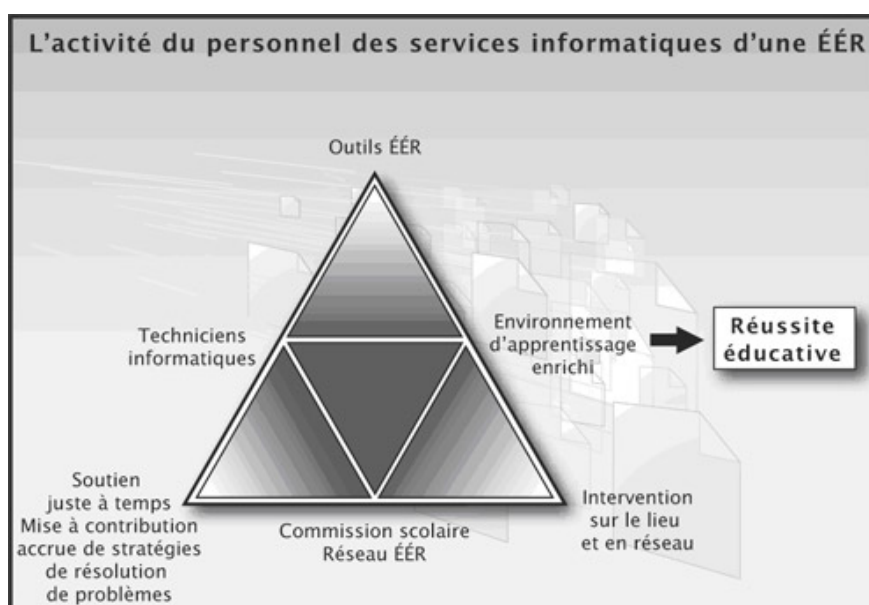 L'activité du personnel des services informatiques d'une ÉÉR
Outils ÉÉR
Techniciens
informatiques
Environnement
d'apprentissage
enrichi
Réussite
éducative
Soutien
juste à temps
Mise à contribution
accrue de stratégies
de résolution
de problèmes
Commission scolaire
Réseau ÉÉR
Intervention
sur le lieu
et en réseau